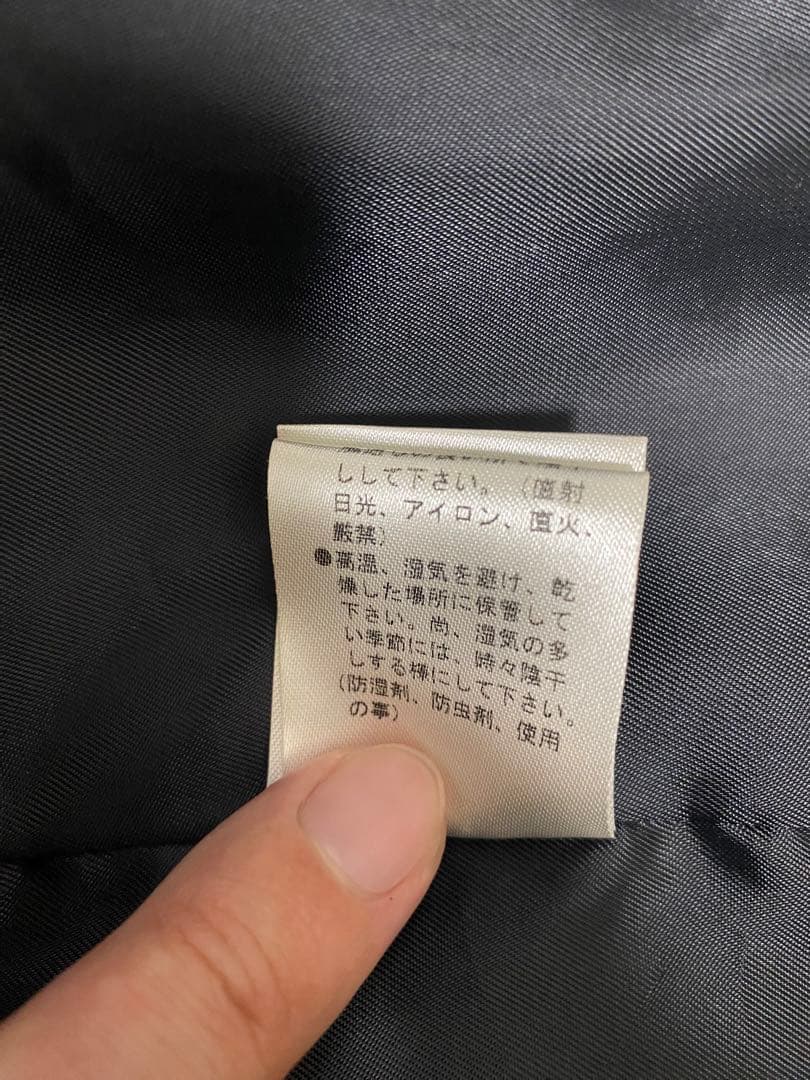 ししして下さい。(直射
日光、アイロン、直火、
厳禁)
●高温、湿気を避け、乾
燥した場所に保管して
下さい。尚、湿気の多
い季節には、時々陰干
しする様にして下さい。
(防湿剤、防虫剤、使用
の事)